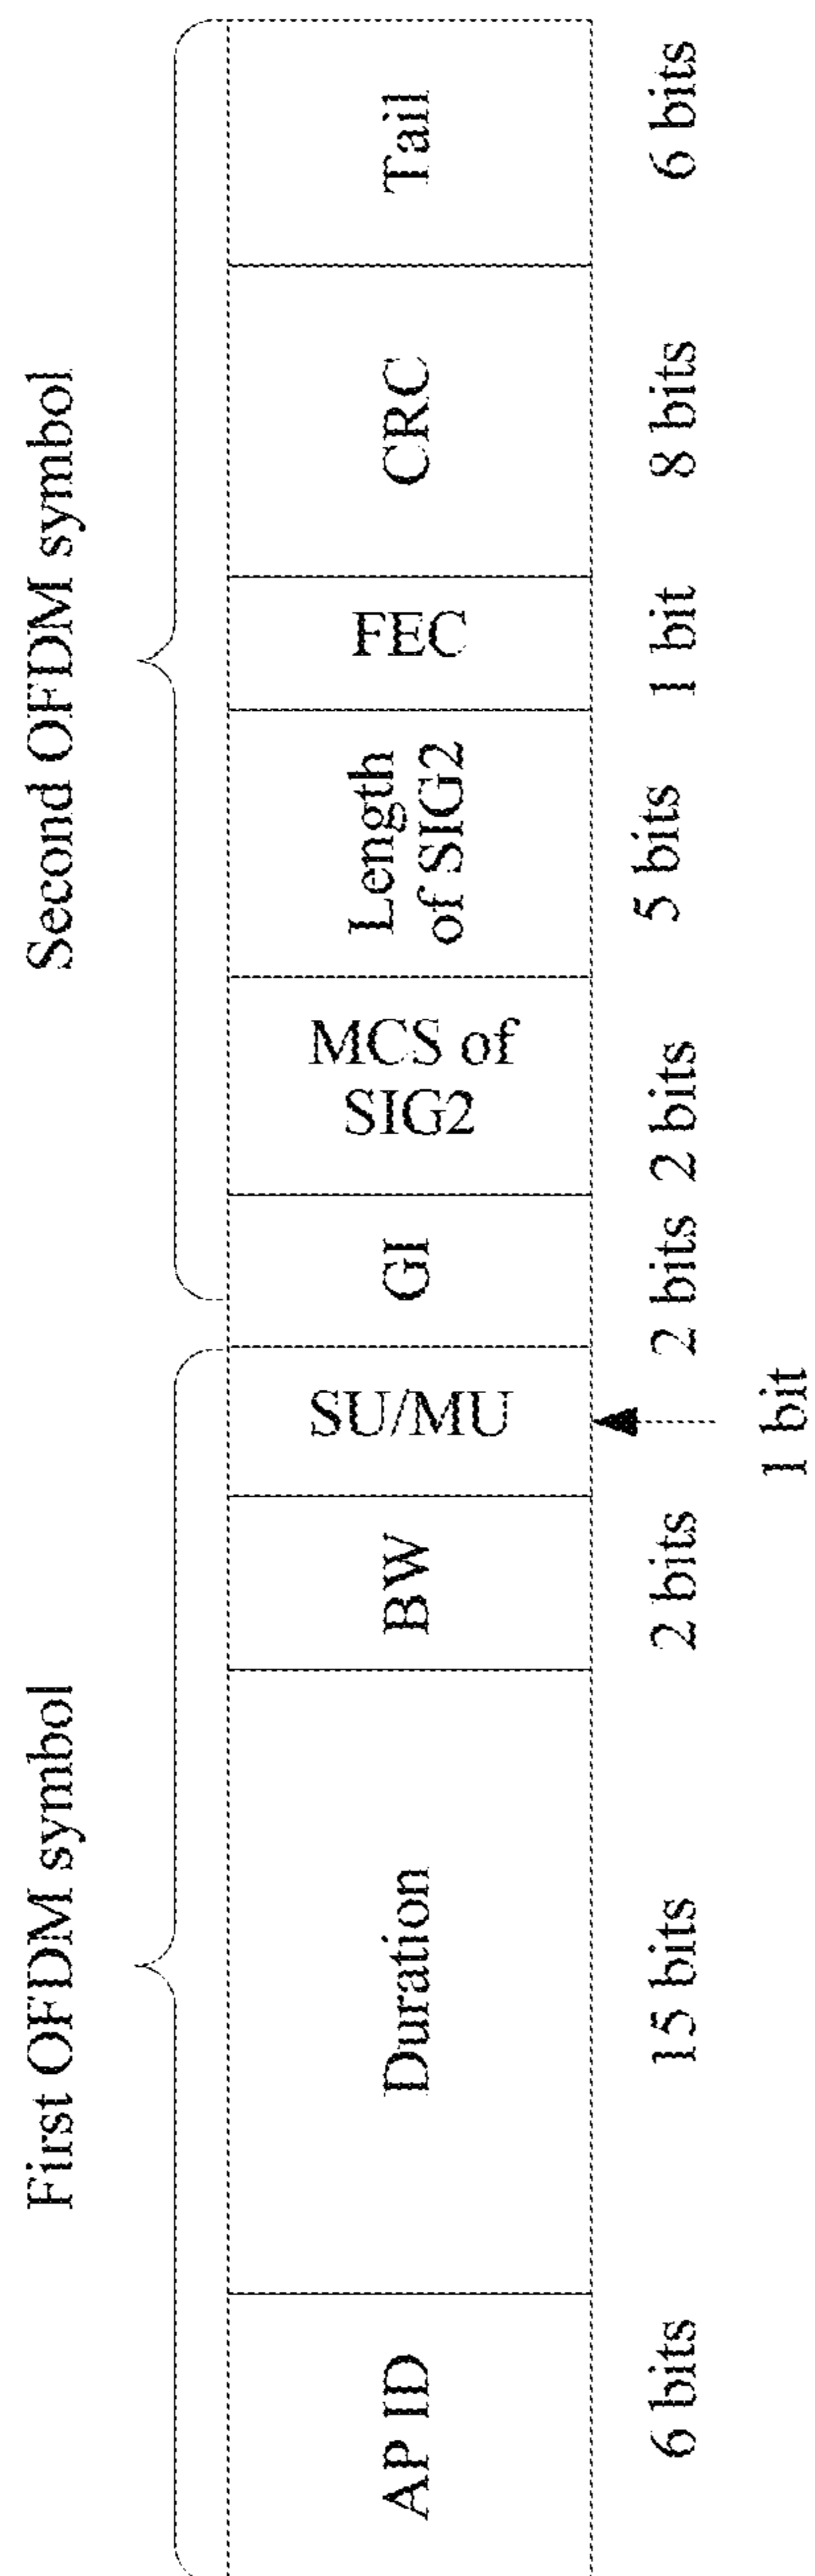 First OFDM symbol
Second OFDM symbol
AP ID
Duration
BW
SU/MU
GI
MCS of
SIG2
Length
of SIG2
FEC
CRC
Tail
6 bits
15 bits
2 bits
1 bit
2 bits
2 bits
5 bits
1 bit
8 bits
6 bits